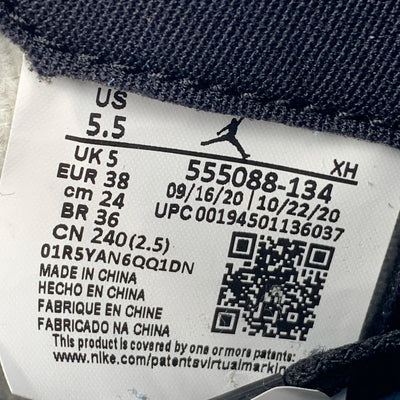 US
5.5
UK 5
EUR 38
cm 24
BR 36
CN 240(2.5)
XH
555088-134
09/16/20 | 10/22/20
UPC 00194501136037
01R5YAN6QQ1DN
MADE IN CHINA
HECHO EN CHINA
FABRIQUE EN CHINE
FABRICADO NA CHINA
This product is covered by one or more patents:
www.nike.com/patentsvirtualmarkin